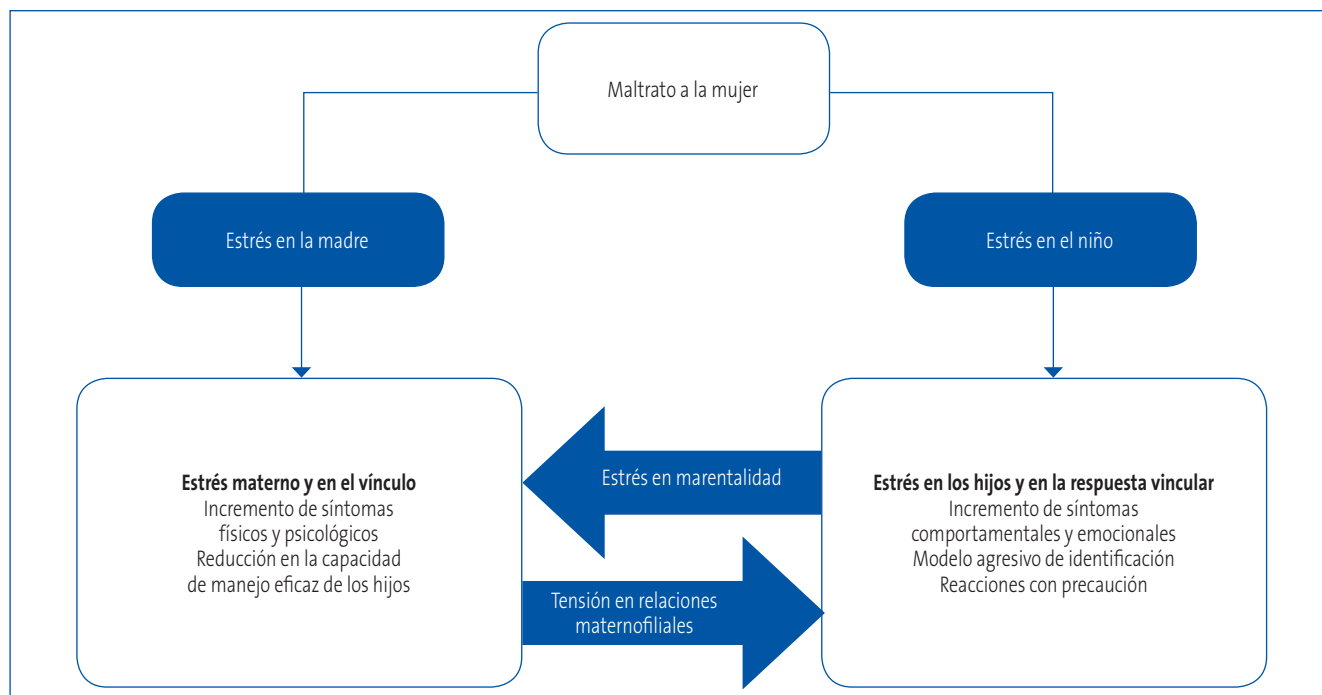 Maltrato a la mujer
Estrés en la madre
Estrés en el niño
Estrés materno y en el vínculo
Incremento de síntomas
físicos y psicológicos
Reducción en la capacidad
de manejo eficaz de los hijos
Estrés en marentalidad
Tensión en relaciones
maternofiliales
Estrés en los hijos y en la respuesta vincular
Incremento de síntomas
comportamentales y emocionales
Modelo agresivo de identificación
Reacciones con precaución